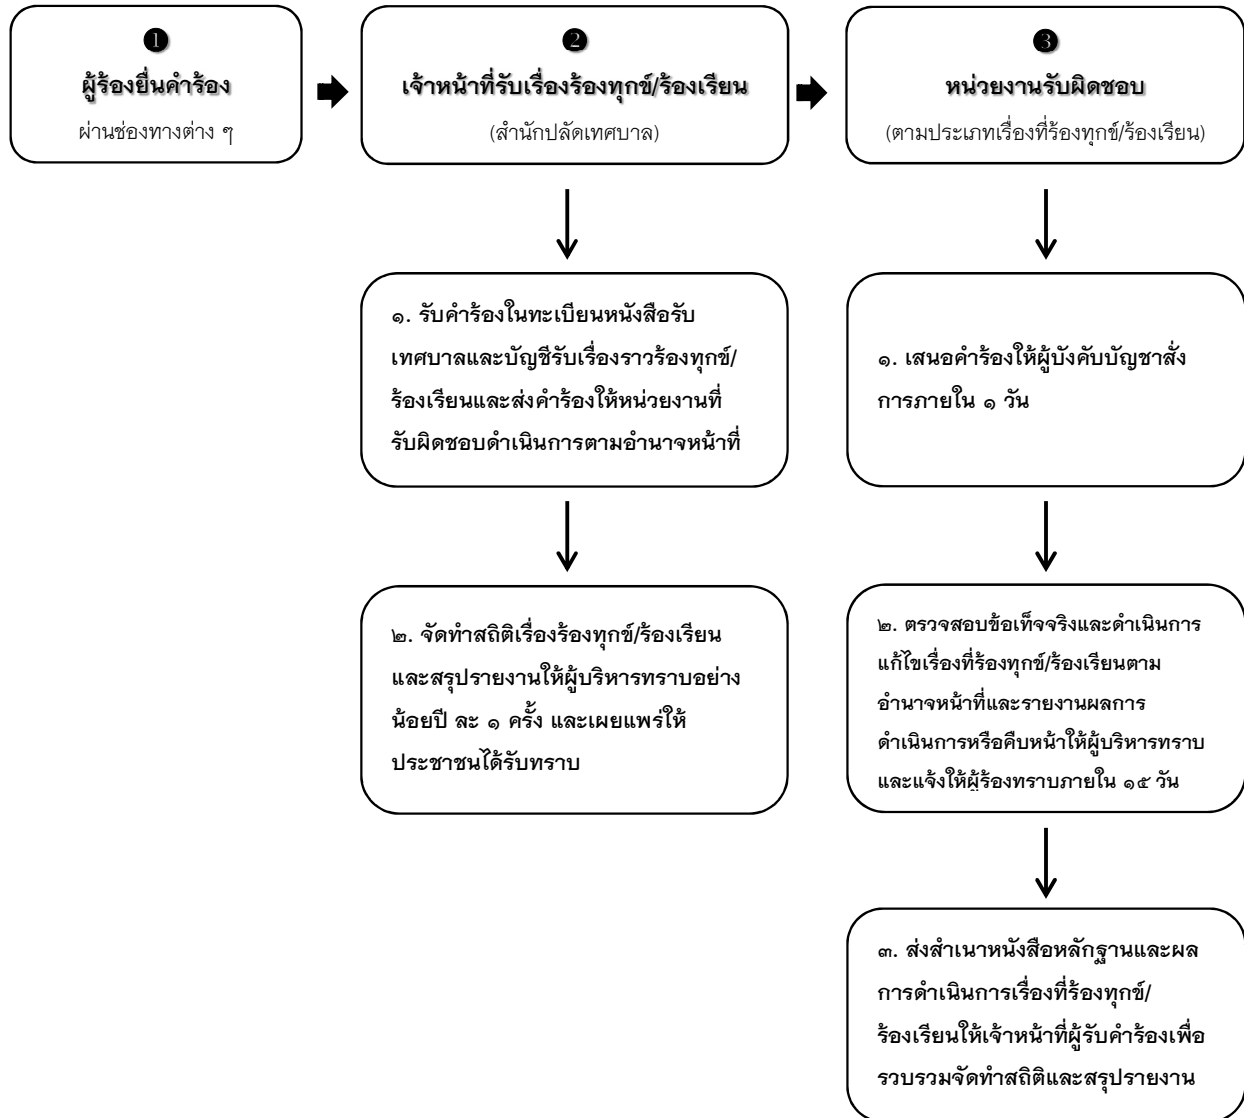 ❶
ผู้ร้องยื่นคำร้อง
ผ่านช่องทางต่าง ๆ
❷
เจ้าหน้าที่รับเรื่องร้องทุกข์/ร้องเรียน
(สำนักปลัดเทศบาล)
❸
หน่วยงานรับผิดชอบ
(ตามประเภทเรื่องที่ร้องทุกข์/ร้องเรียน)
๑. รับคำร้องในทะเบียนหนังสือรับ
เทศบาลและบัญชีรับเรื่องราวร้องทุกข์/
ร้องเรียนและส่งคำร้องให้หน่วยงานที่
รับผิดชอบดำเนินการตามอำนาจหน้าที่
๒. จัดทำสถิติเรื่องร้องทุกข์/ร้องเรียน
และสรุปรายงานให้ผู้บริหารทราบอย่าง
น้อยปี ละ ๑ ครั้ง และเผยแพร่ให้
ประชาชนได้รับทราบ
๑. เสนอคำร้องให้ผู้บังคับบัญชาสั่ง
การภายใน ๑ วัน
๒. ตรวจสอบข้อเท็จจริงและดำเนินการ
แก้ไขเรื่องที่ร้องทุกข์/ร้องเรียนตาม
อำนาจหน้าที่และรายงานผลการ
ดำเนินการหรือคืบหน้าให้ผู้บริหารทราบ
และแจ้งให้ผู้ร้องทราบภายใน ๑๕ วัน
๓. ส่งสำเนาหนังสือหลักฐานและผล
การดำเนินการเรื่องที่ร้องทุกข์/
ร้องเรียนให้เจ้าหน้าที่ผู้รับคำร้องเพื่อ
รวบรวมจัดทำสถิติและสรุปรายงาน